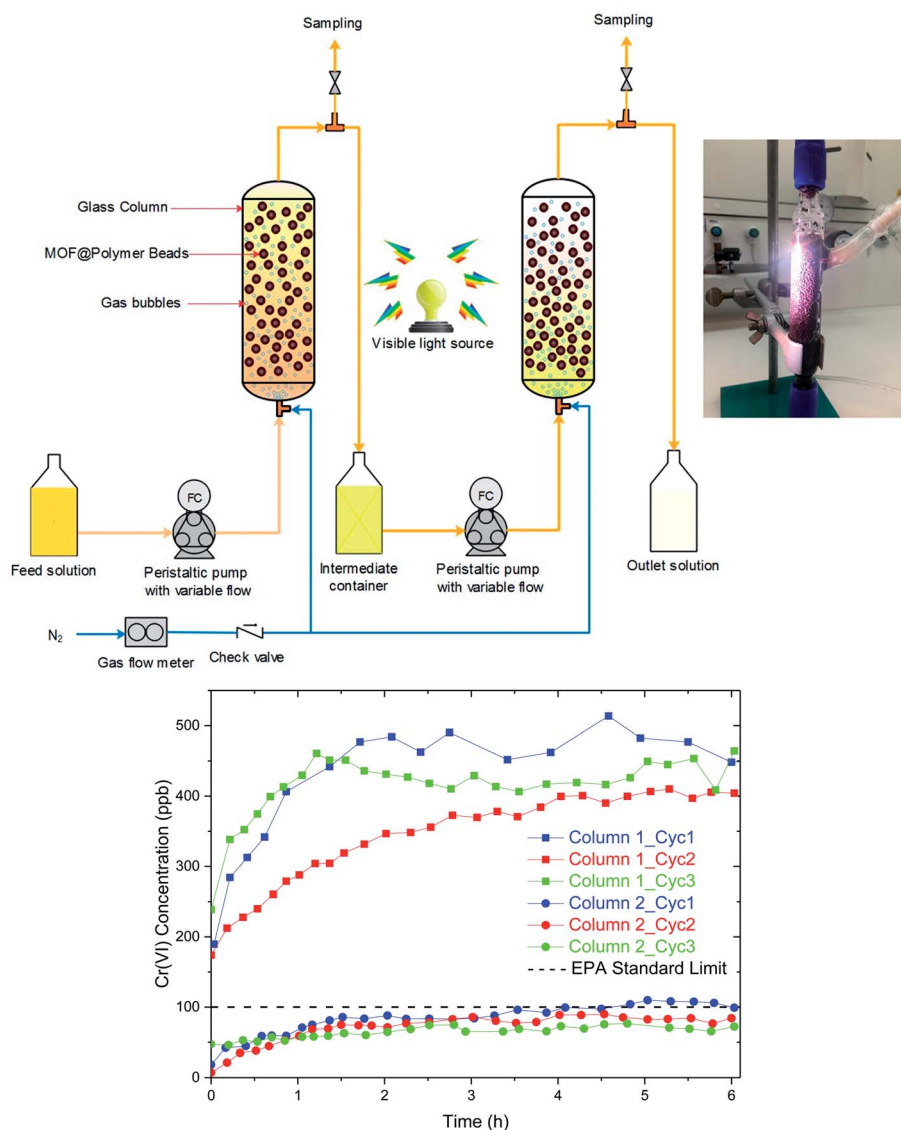 Sampling
Sampling
Glass Column
MOF@Polymer Beads
Gas bubbles
Visible light source
FC
FC
Feed solution
Peristaltic pump
with variable flow
Intermediate
container
Peristaltic pump
with variable flow
Outlet solution
N₂
Gas flow meter
Check valve
Cr(VI) Concentration (ppb)
500
400
300
200
100
0
Column 1_Cyc1
Column 1_Cyc2
Column 1_Cyc3
Column 2_Cyc1
Column 2_Cyc2
Column 2_Cyc3
EPA Standard Limit
0
1
2
3
4
5
6
Time (h)